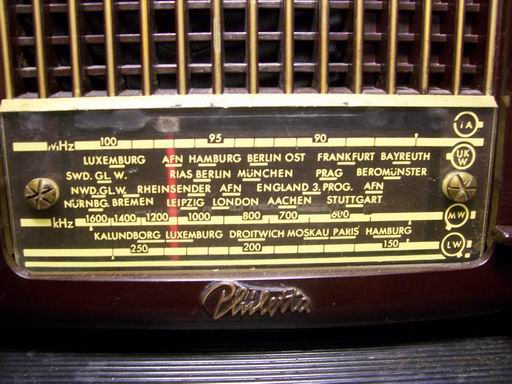 iA
MHz 100 95 90
LUXEMBURG AFN HAMBURG BERLIN OST FRANKFURT BAYREUTH
UK W
SWD. GL. W. RIAS BERLIN MÜNCHEN PRAG BEROMÜNSTER
NWD. GL. W. RHEINSENDER AFN ENGLAND 3. PROG. AFN
NÜRNBG. BREMEN LEIPZIG LONDON AACHEN STUTTGART
kHz 1600 1400 1200 1000 800 700 600
MW
KALUNDBORG LUXEMBURG DROITWICH MOSKAU PARIS HAMBURG
250 200 150
LW
Philetta